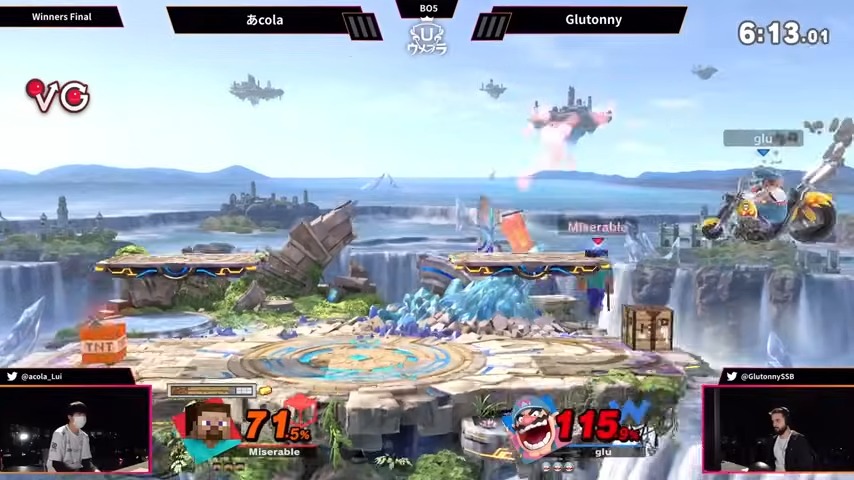 Winners Final
あcola
BO5
Glutonny
U
ウメブラ
6:13.01
VG
glu
Miserable
TNT
@acola_Lui
@GlutonnySSB
71.5%
115.9%
Miserable
glu